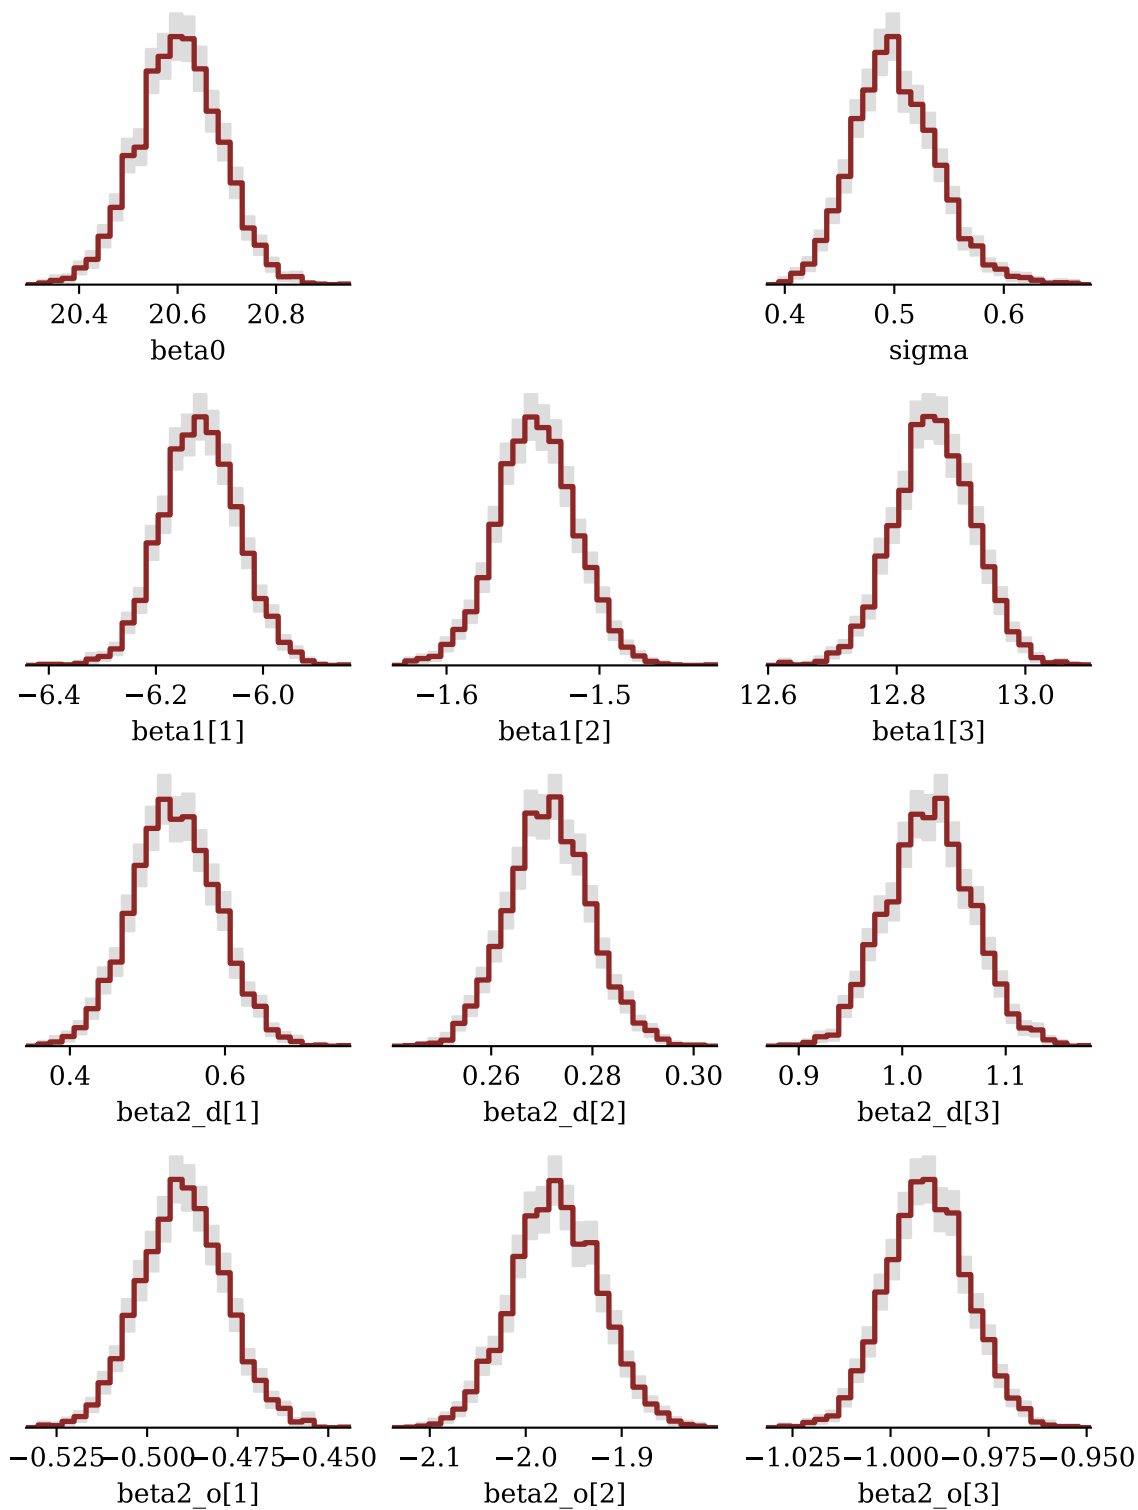 20.4 20.6 20.8
beta0
0.4 0.5 0.6
sigma
−6.4 −6.2 −6.0
beta1[1]
−1.6 −1.5
beta1[2]
12.6 12.8 13.0
beta1[3]
0.4 0.6
beta2_d[1]
0.26 0.28 0.30
beta2_d[2]
0.9 1.0 1.1
beta2_d[3]
−0.525 −0.500 −0.475 −0.450
beta2_o[1]
−2.1 −2.0 −1.9
beta2_o[2]
−1.025 −1.000 −0.975 −0.950
beta2_o[3]